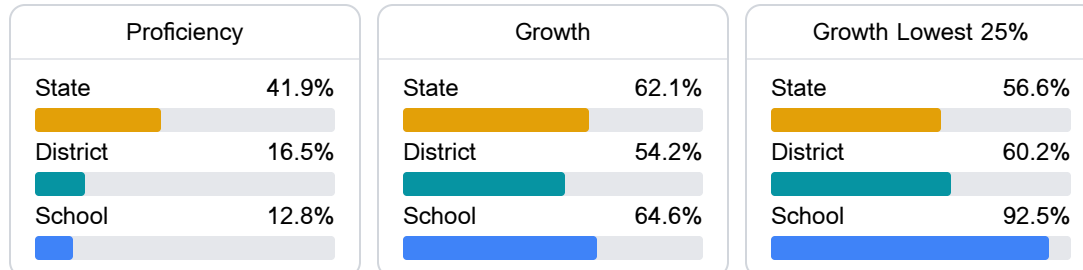 Proficiency
State 41.9%
District 16.5%
School 12.8%
Growth
State 62.1%
District 54.2%
School 64.6%
Growth Lowest 25%
State 56.6%
District 60.2%
School 92.5%